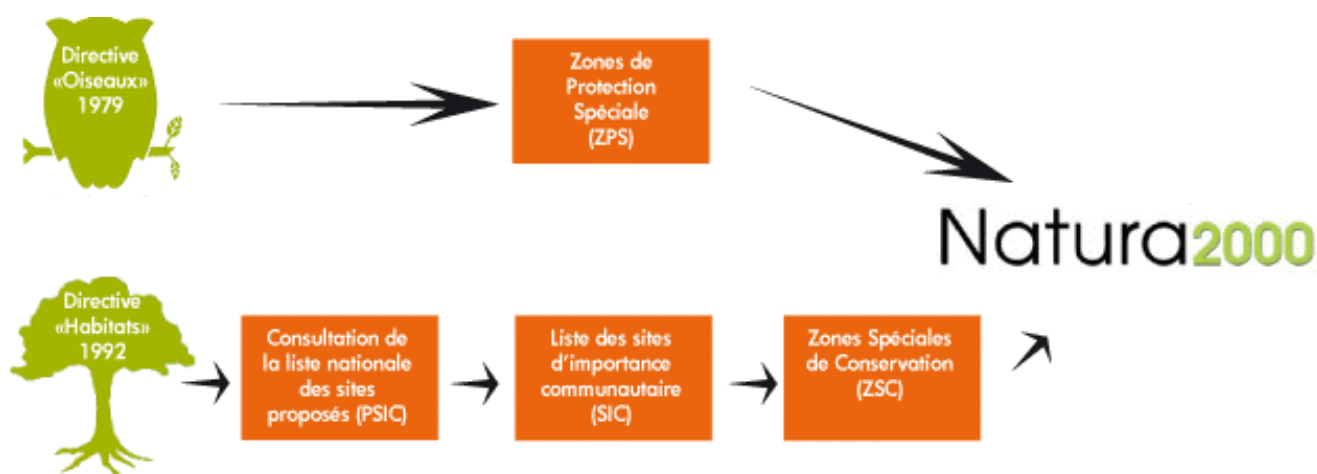 Directive
«Oiseaux»
1979
Zones de
Protection
Spéciale
(ZPS)
Natura2000
Directive
«Habitats»
1992
Consultation de
la liste nationale
des sites
proposés (PSIC)
Liste des sites
d'importance
communautaire
(SIC)
Zones Spéciales
de Conservation
(ZSC)